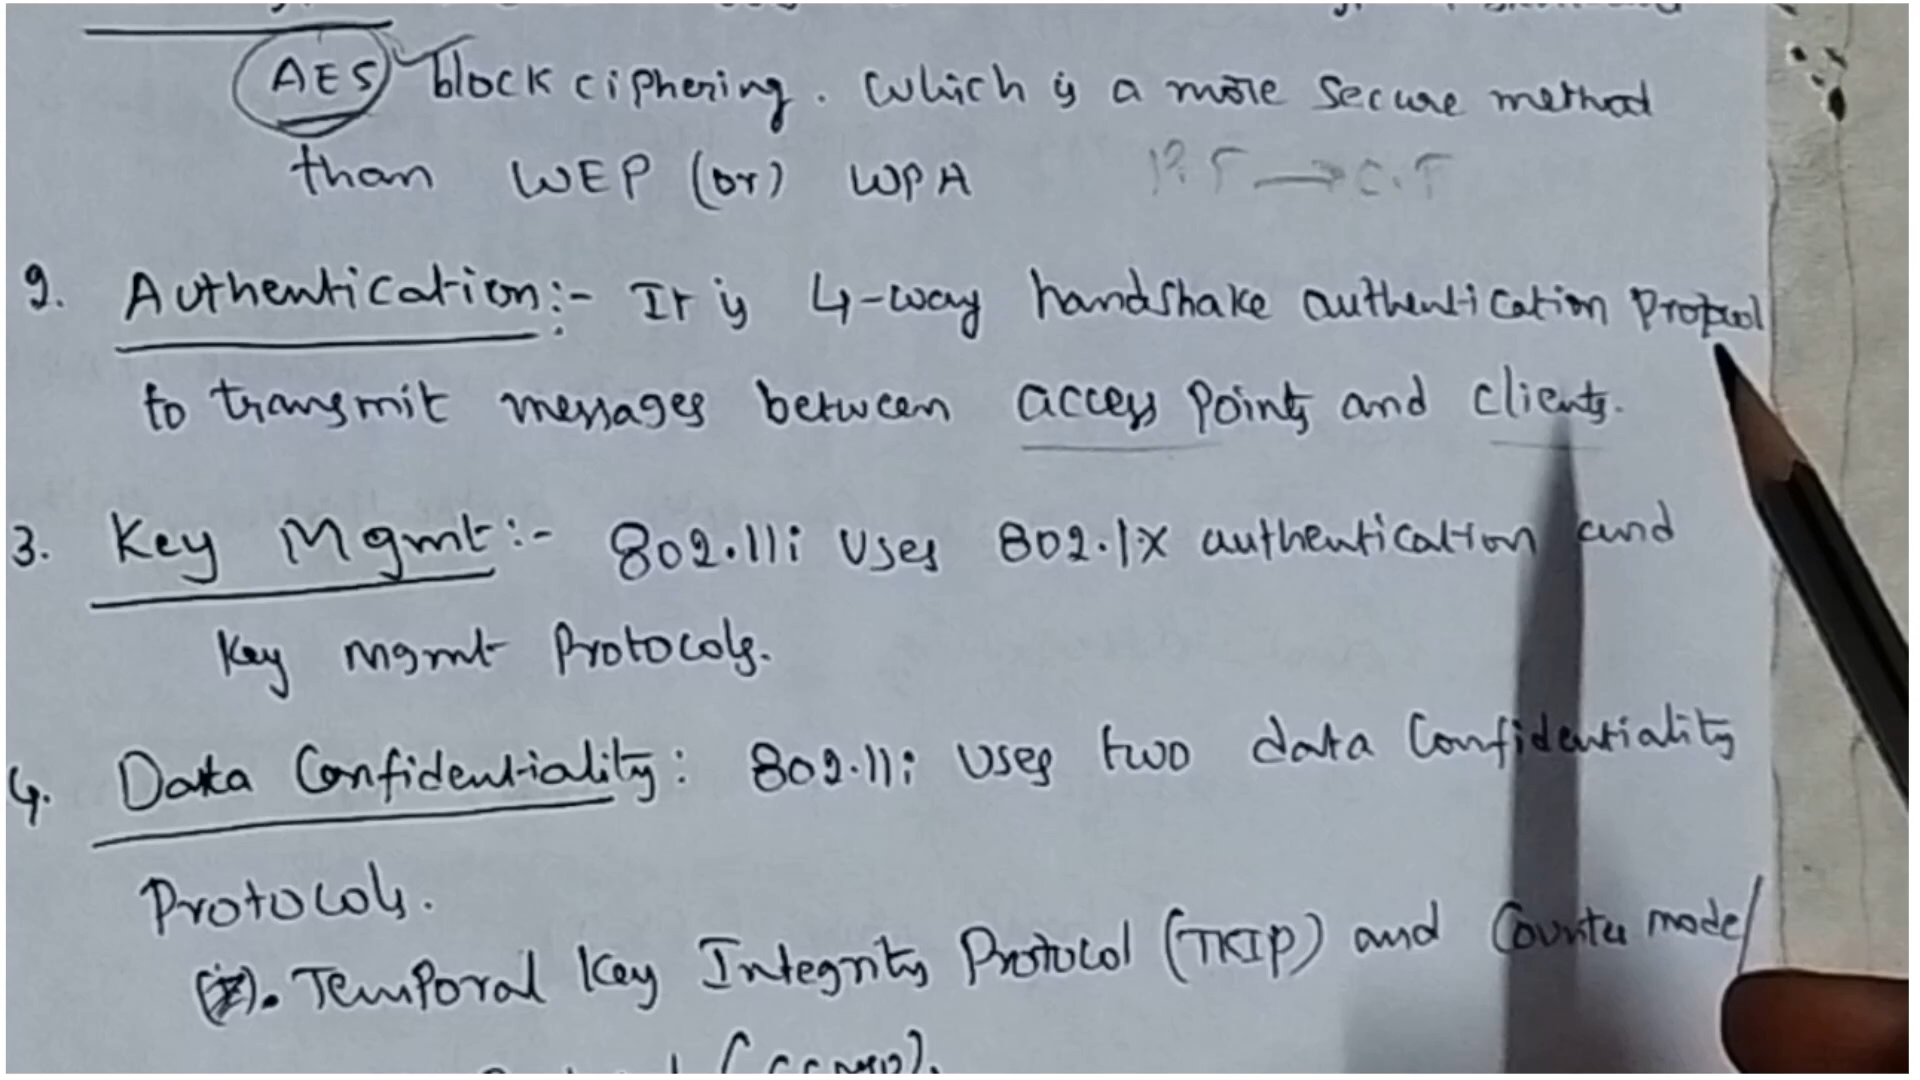 AES block ciphering. Which is a more secure method
than WEP (or) WPA P.T → C.T
2. Authentication:- It is 4-way handshake authentication Protocol
to transmit messages between access points and clients.
3. Key Mgmt:- 802.11i uses 802.1X authentication and
Key mgmt Protocols.
4. Data Confidentiality: 802.11i uses two data Confidentiality
Protocols.
(i). Temporal Key Integrity Protocol (TKIP) and Counter mode/
(CCMP).